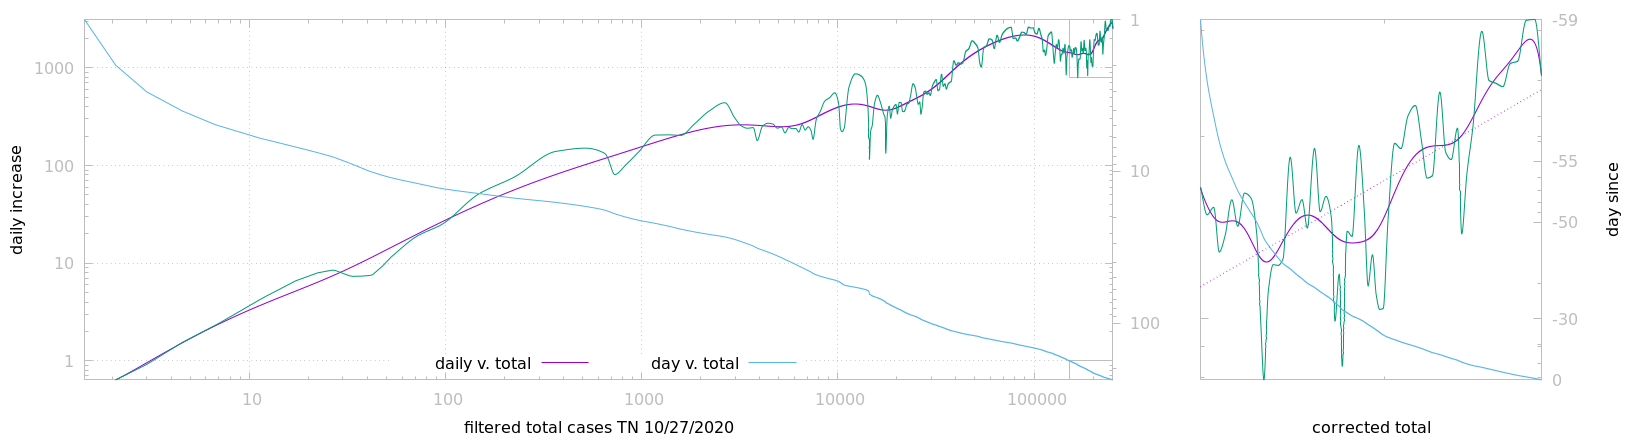 daily increase
1000
100
10
1
daily v. total
day v. total
10
100
1000
10000
100000
filtered total cases TN 10/27/2020
1
10
100
-59
-55
-50
-30
0
day since
corrected total